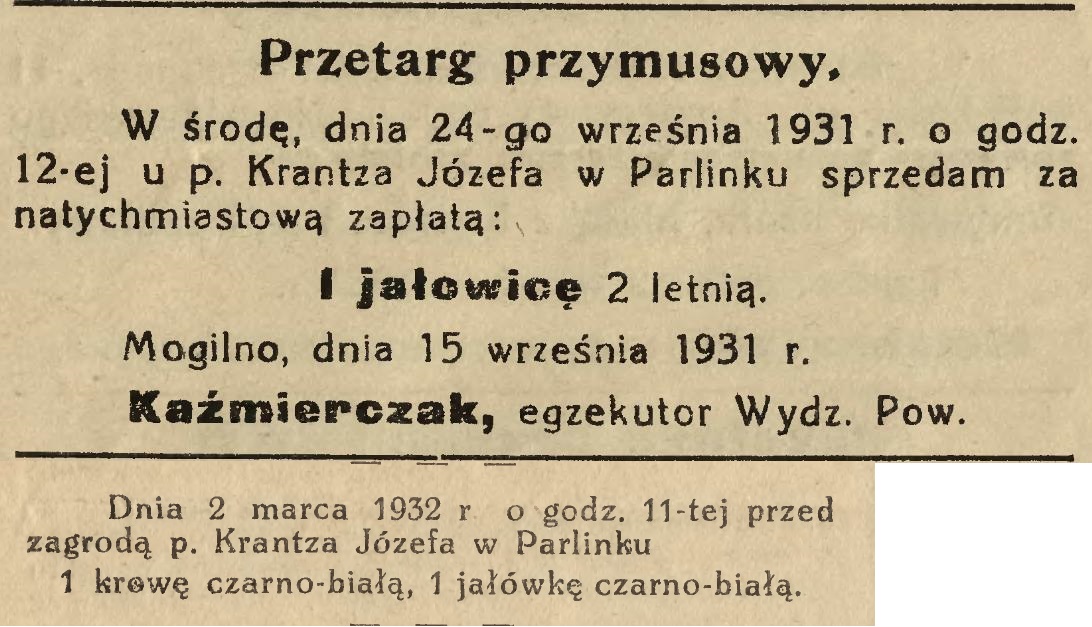 Przetarg przymusowy.
W środę, dnia 24-go września 1931 r. o godz.
12-ej u p. Krantza Józefa w Parlinku sprzedam za
natychmiastową zapłatą:
I jałowicę 2 letnią.
Mogilno, dnia 15 września 1931 r.
Kaźmierczak, egzekutor Wydz. Pow.
Dnia 2 marca 1932 r o godz. 11-tej przed
zagrodą p. Krantza Józefa w Parlinku
1 krowę czarno-białą, 1 jałówkę czarno-białą.